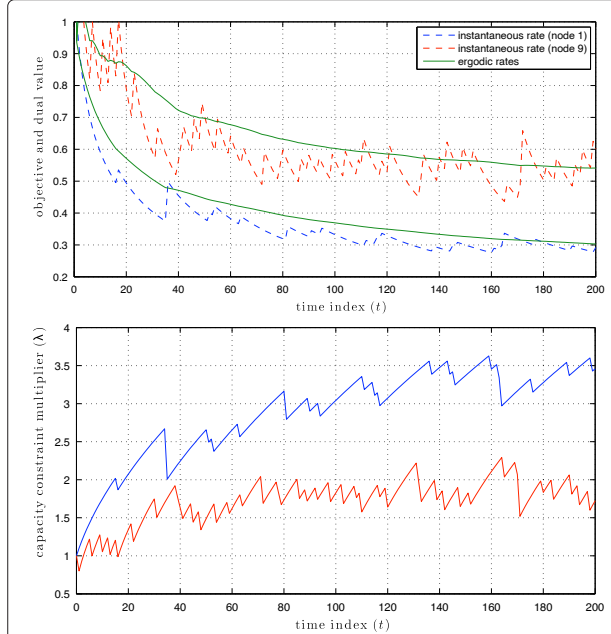 1
0.9
0.8
0.7
0.6
0.5
0.4
0.3
0.2
objective and dual value
instantaneous rate (node 1)
instantaneous rate (node 9)
ergodic rates
0 20 40 60 80 100 120 140 160 180 200
time index (t)
4
3.5
3
2.5
2
1.5
1
0.5
capacity constraint multiplier (λ)
0 20 40 60 80 100 120 140 160 180 200
time index (t)